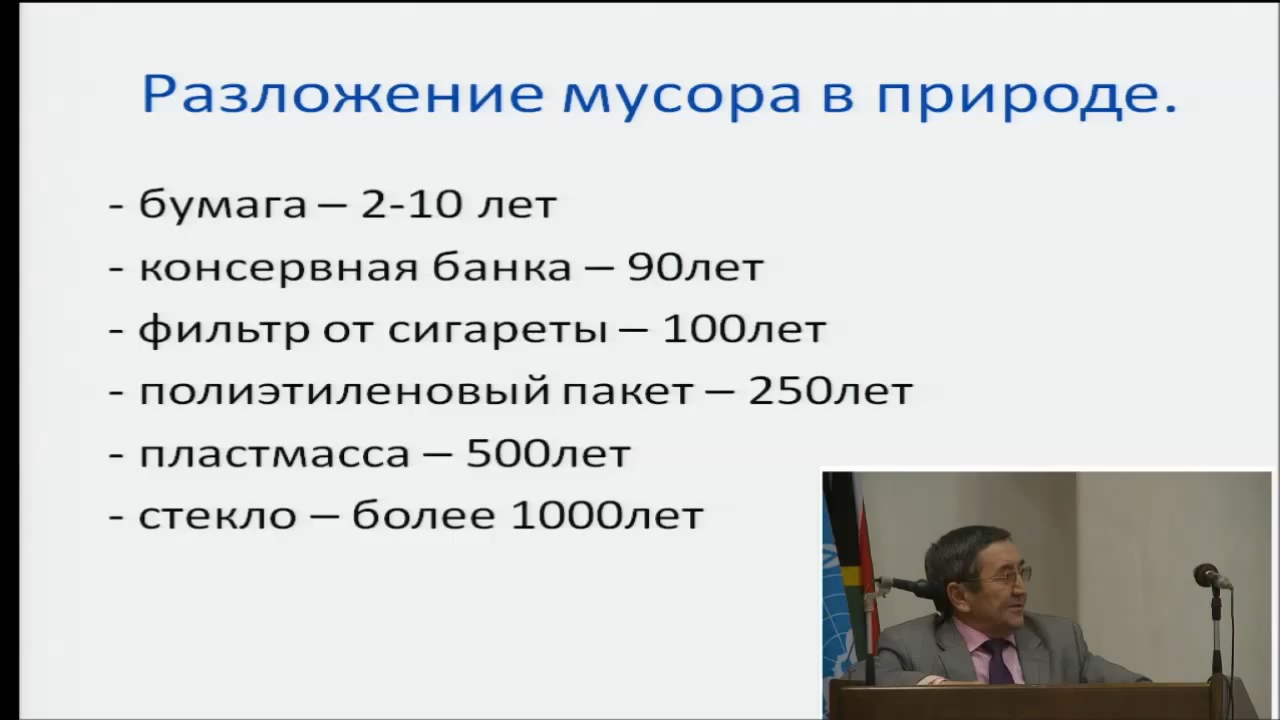 Разложение мусора в природе.
- бумага – 2-10 лет
- консервная банка – 90лет
- фильтр от сигареты – 100лет
- полиэтиленовый пакет – 250лет
- пластмасса – 500лет
- стекло – более 1000лет